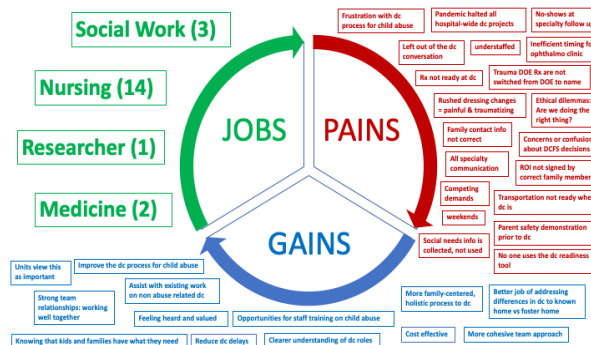 Social Work (3)
Nursing (14)
Researcher (1)
Medicine (2)
JOBS
PAINS
GAINS
Frustration with dc
process for child abuse
Pandemic halted all
hospital-wide dc projects
No-shows at
specialty follow
Left out of the dc
conversation
understaffed
Inefficient timing
ophthalmo clinic
Rx not ready at dc
Trauma DOE Rx are not
switched from DOE to name
Rushed dressing changes
= painful & traumatizing
Ethical dilemmas:
Are we doing the
right thing?
Family contact info
not correct
Concerns or confusion
about DCFS decisions
All specialty
communication
ROI not signed by
correct family member
Competing
demands
Transportation not ready
dc is
weekends
Parent safety demonstration
prior to dc
Social needs info is
collected, not used
No one uses the dc readiness
tool
Units view this
as important
Improve the dc process for child abuse
Strong team
relationships: working
well together
Assist with existing work
on non abuse related dc
Feeling heard and valued
Opportunities for staff training on child abuse
More family-centered,
holistic process to dc
Better job of addressing
differences in dc to known
home vs foster home
Knowing that kids and families have what they need
Reduce dc delays
Clearer understanding of dc roles
Cost effective
More cohesive team approach